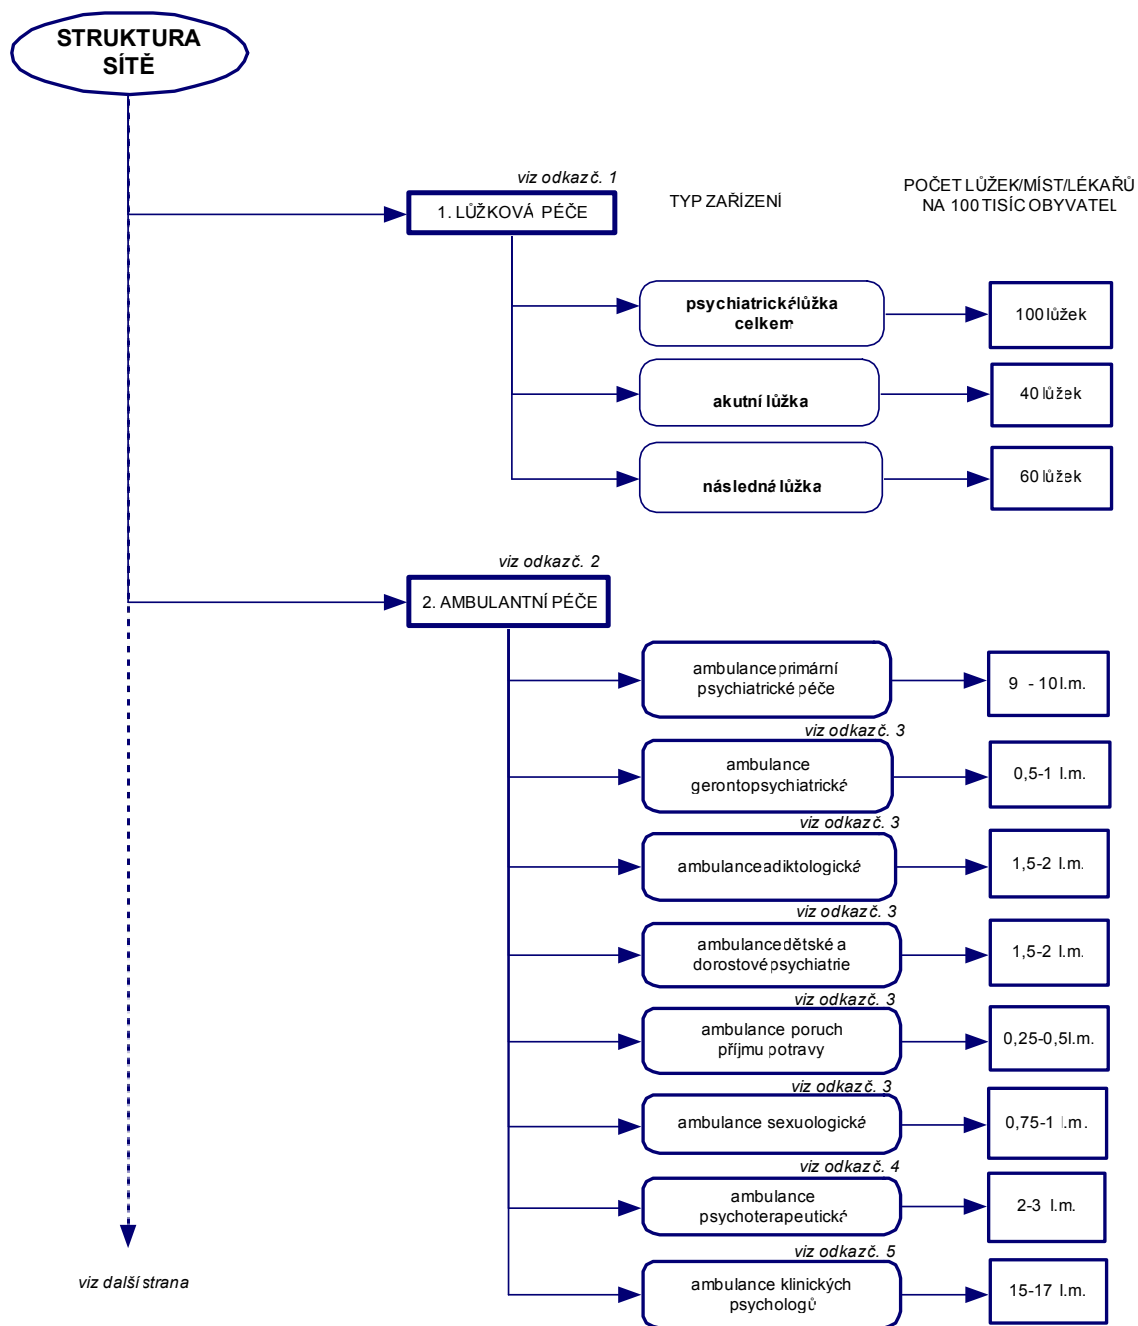 STRUKTURA
SÍTĚ
viz odkaz č. 1
1. LŮŽKOVÁ PÉČE
TYP ZAŘÍZENÍ
POČET LŮŽEK/MÍST/LÉKAŘŮ
NA 100 TISÍC OBYVATEL
psychiatrická lůžka
celkem
100 lůžek
akutní lůžka
40 lůžek
následná lůžka
60 lůžek
viz odkaz č. 2
2. AMBULANTNÍ PÉČE
ambulance primární
psychiatrické péče
9 - 10 l.m.
viz odkaz č. 3
ambulance
gerontopsychiatrická
0,5-1 l.m.
viz odkaz č. 3
ambulance adiktologická
1,5-2 l.m.
viz odkaz č. 3
ambulance dětské a
dorostové psychiatrie
1,5-2 l.m.
viz odkaz č. 3
ambulance poruch
příjmu potravy
0,25-0,5 l.m.
viz odkaz č. 3
ambulance sexuologická
0,75-1 l.m.
viz odkaz č. 4
ambulance
psychoterapeutická
2-3 l.m.
viz odkaz č. 5
ambulance klinických
psychologů
15-17 l.m.
viz další strana